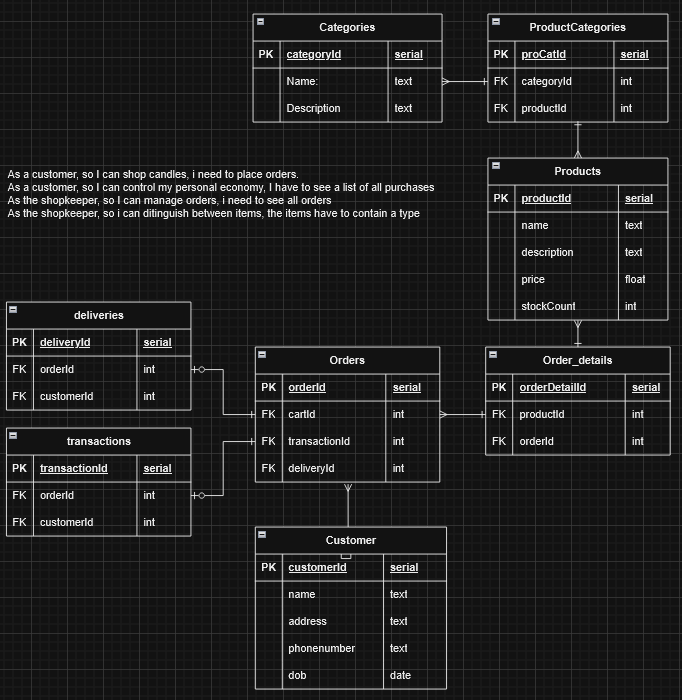 Categories
PK categoryId serial
Name: text
Description text
ProductCategories
PK proCatId serial
FK categoryId int
FK productId int
As a customer, so I can shop candles, i need to place orders.
As a customer, so I can control my personal economy, I have to see a list of all purchases
As the shopkeeper, so I can manage orders, i need to see all orders
As the shopkeeper, so i can ditinguish between items, the items have to contain a type
Products
PK productId serial
name text
description text
price float
stockCount int
deliveries
PK deliveryId serial
FK orderId int
FK customerId int
Orders
PK orderId serial
FK cartId int
FK transactionId int
FK deliveryId int
Order_details
PK orderDetailId serial
FK productId int
FK orderId int
transactions
PK transactionId serial
FK orderId int
FK customerId int
Customer
PK customerId serial
name text
address text
phonenumber text
dob date